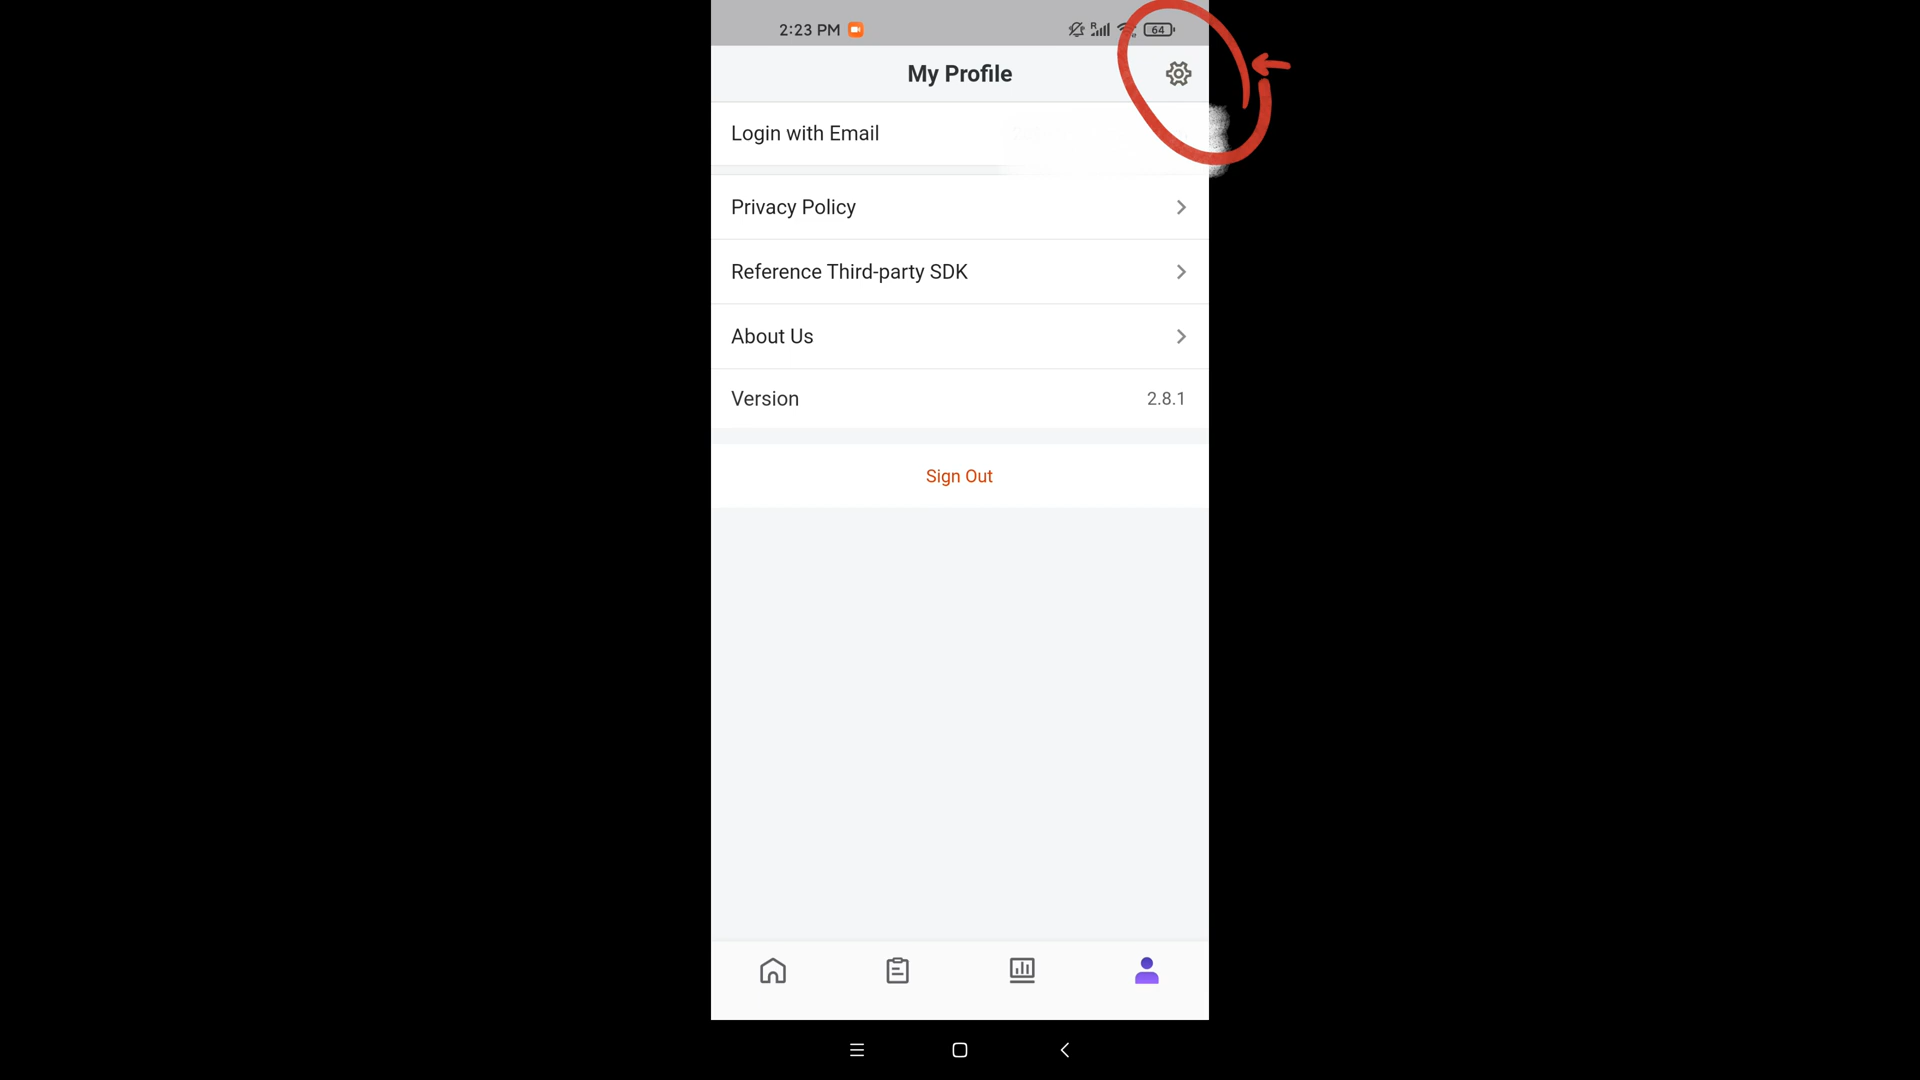 2:23 PM
R
64
My Profile
Login with Email
Privacy Policy
Reference Third-party SDK
About Us
Version 2.8.1
Sign Out